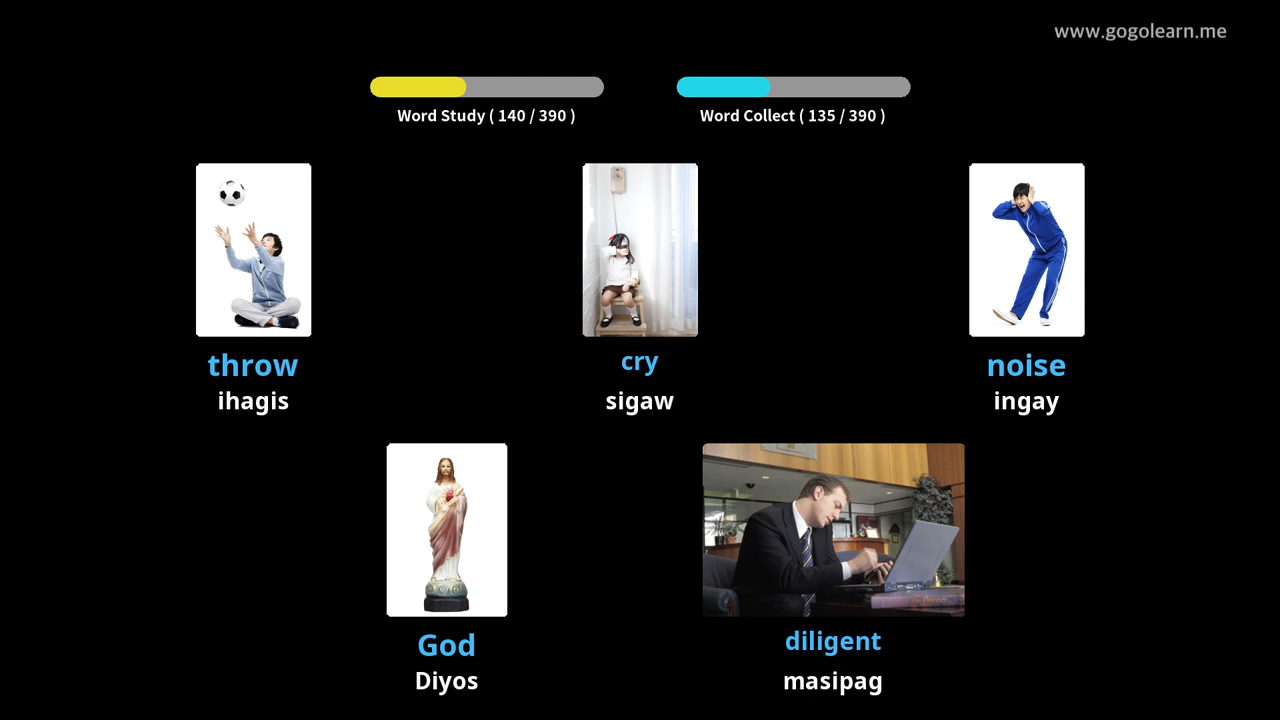 www.gogolearn.me
Word Study ( 140 / 390 )
Word Collect ( 135 / 390 )
throw
ihagis
cry
sigaw
noise
ingay
God
Diyos
diligent
masipag